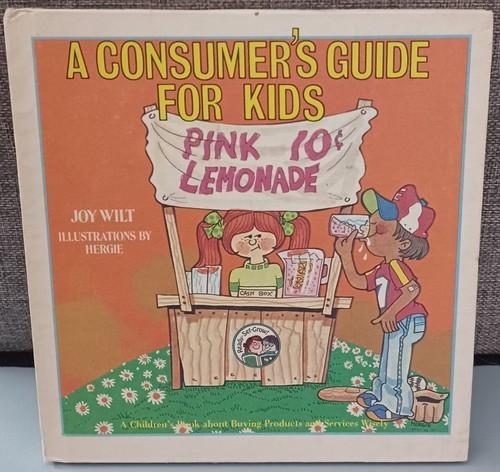 A CONSUMER'S GUIDE
FOR KIDS
PINK 10¢
LEMONADE
JOY WILT
ILLUSTRATIONS BY
HERGIE
CASH BOX
Ready-Set-Grow!
A Children's Book about Buying Products and Services Wisely